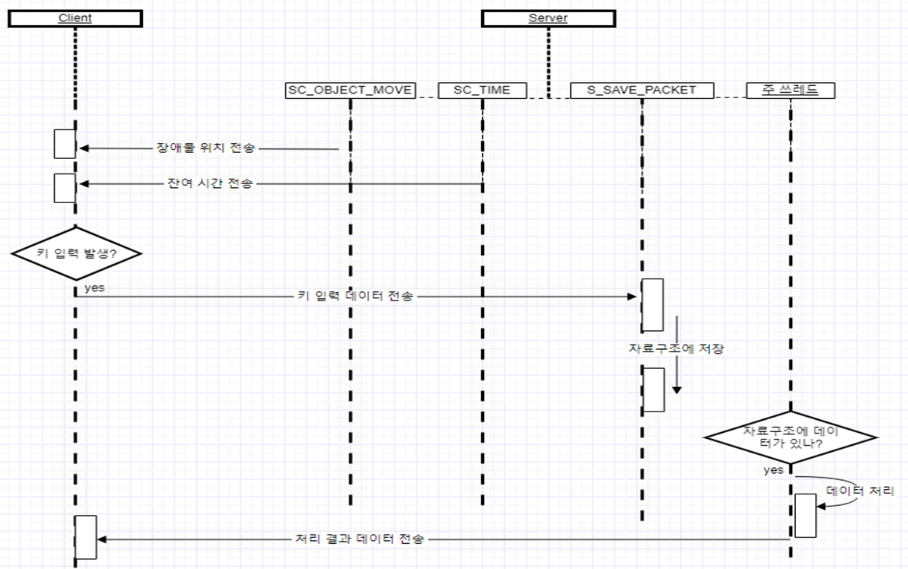 Client
Server
SC_OBJECT_MOVE
SC_TIME
S_SAVE_PACKET
주 쓰레드
장애물 위치 전송
잔여 시간 전송
키 입력 발생?
yes
키 입력 데이터 전송
자료구조에 저장
자료구조에 데이
터가 있나?
yes
데이터 처리
처리 결과 데이터 전송